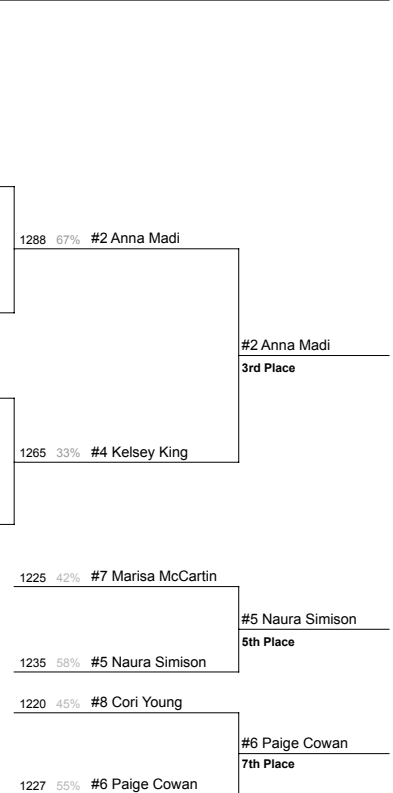 1288 67% #2 Anna Madi
#2 Anna Madi
3rd Place
1265 33% #4 Kelsey King
1225 42% #7 Marisa McCartin
#5 Naura Simison
5th Place
1235 58% #5 Naura Simison
1220 45% #8 Cori Young
#6 Paige Cowan
7th Place
1227 55% #6 Paige Cowan